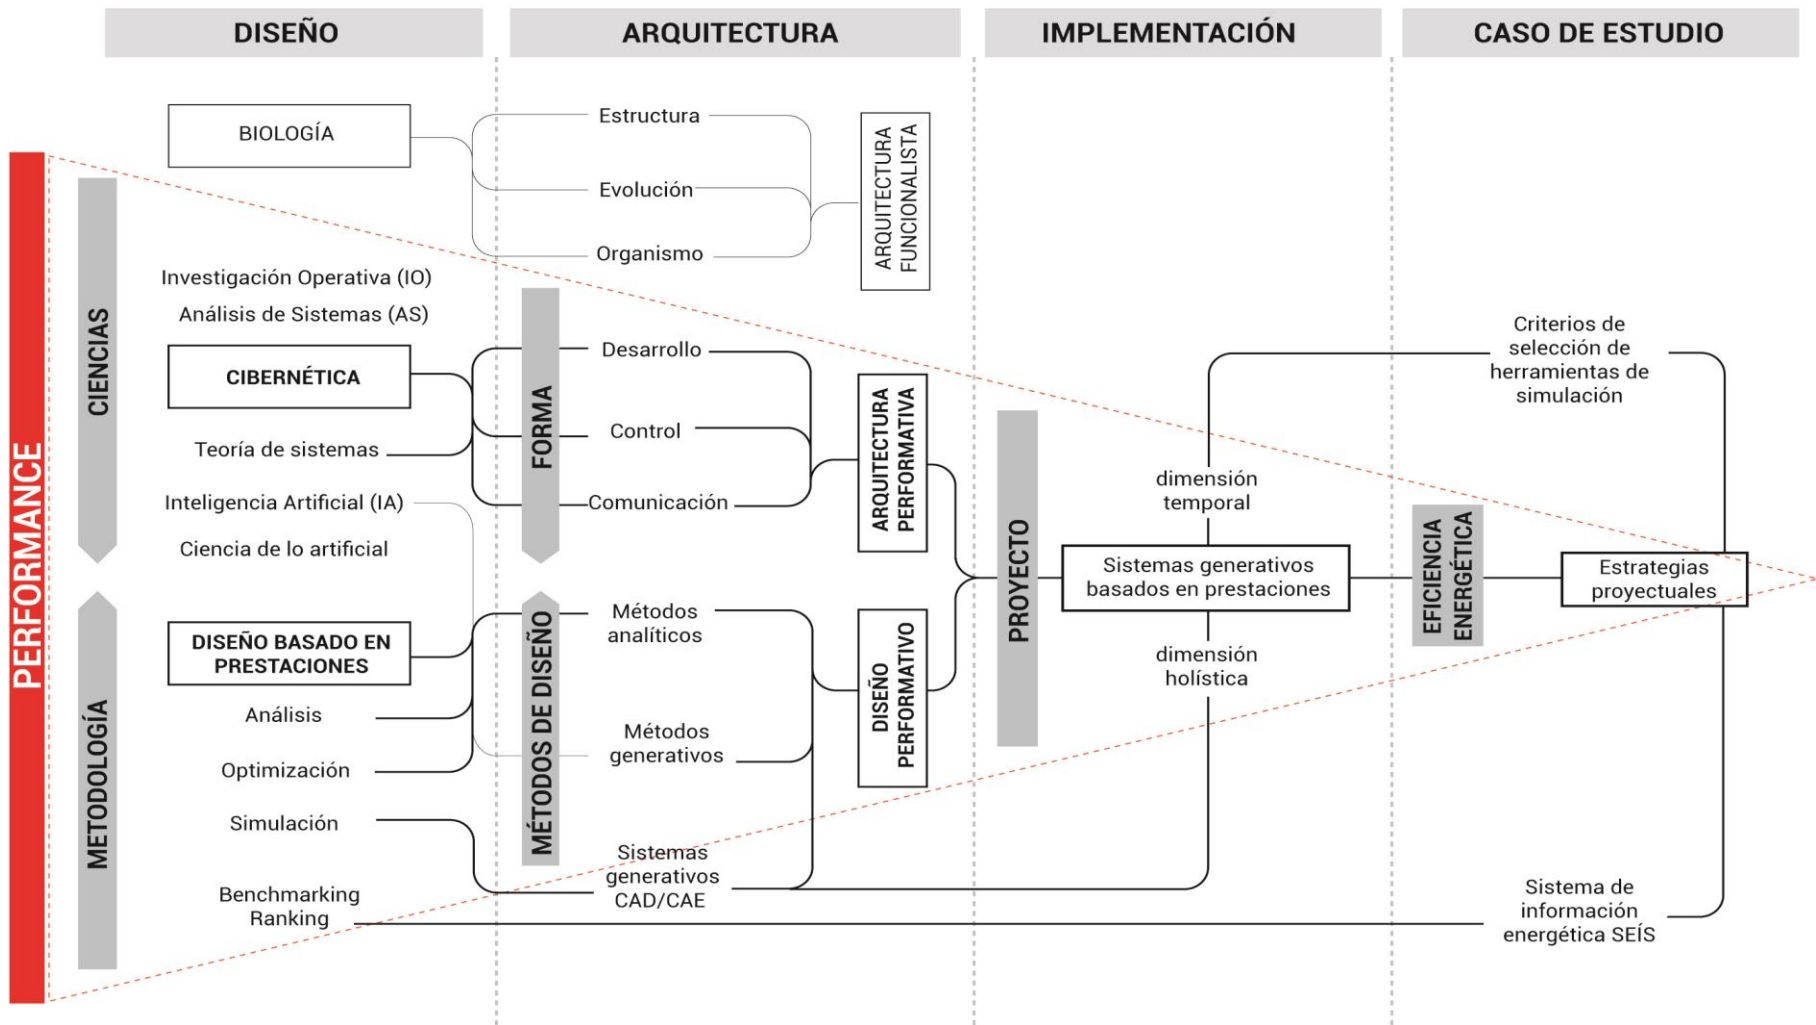 DISEÑO
ARQUITECTURA
IMPLEMENTACIÓN
CASO DE ESTUDIO
PERFORMANCE
CIENCIAS
METODOLOGÍA
BIOLOGÍA
Investigación Operativa (IO)
Análisis de Sistemas (AS)
CIBERNÉTICA
Teoría de sistemas
Inteligencia Artificial (IA)
Ciencia de lo artificial
DISEÑO BASADO EN
PRESTACIONES
Análisis
Optimización
Simulación
Benchmarking
Ranking
Estructura
Evolución
Organismo
ARQUITECTURA
FUNCIONALISTA
FORMA
Desarrollo
Control
Comunicación
ARQUITECTURA
PERFORMATIVA
MÉTODOS DE DISEÑO
Métodos
analíticos
Métodos
generativos
Sistemas
generativos
CAD/CAE
DISEÑO
PERFORMATIVO
PROYECTO
dimensión
temporal
Sistemas generativos
basados en prestaciones
dimensión
holística
Criterios de
selección de
herramientas de
simulación
EFICIENCIA
ENERGÉTICA
Estrategias
proyectuales
Sistema de
información
energética SEÍS